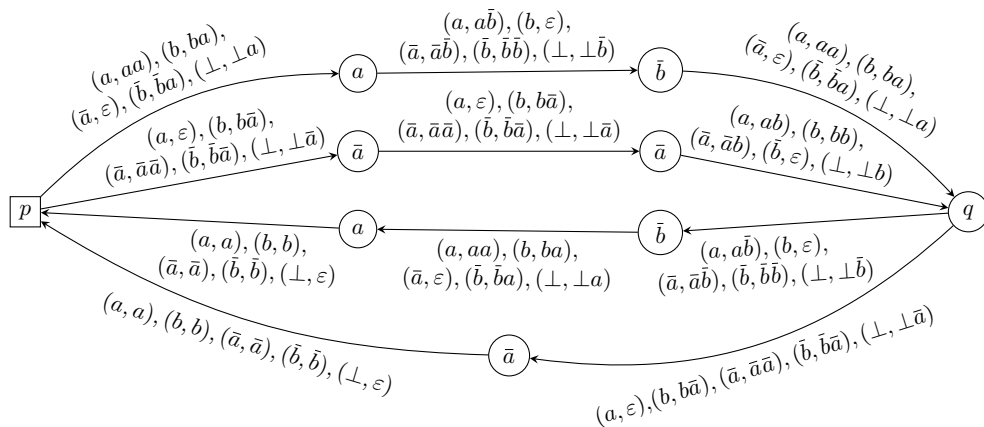 (a, aa), (b, ba),
(ā, ε), (b̄, b̄a), (⊥, ⊥a)
a
(a, ab̄), (b, ε),
(ā, āb̄), (b̄, b̄b̄), (⊥, ⊥b̄)
b̄
(a, aa), (b, ba),
(ā, ε), (b̄, b̄a), (⊥, ⊥a)
(a, ε), (b, bā),
(ā, āā), (b̄, b̄ā), (⊥, ⊥ā)
ā
(a, ε), (b, bā),
(ā, āā), (b̄, b̄ā), (⊥, ⊥ā)
ā
(a, ab), (b, bb),
(ā, āb), (b̄, ε), (⊥, ⊥b)
p
q
a
b̄
(a, a), (b, b),
(ā, ā), (b̄, b̄), (⊥, ε)
(a, aa), (b, ba),
(ā, ε), (b̄, b̄a), (⊥, ⊥a)
(a, ab̄), (b, ε),
(ā, āb̄), (b̄, b̄b̄), (⊥, ⊥b̄)
(a, a), (b, b), (ā, ā), (b̄, b̄), (⊥, ε)
ā
(a, ε),(b, bā), (ā, āā), (b̄, b̄ā), (⊥, ⊥ā)